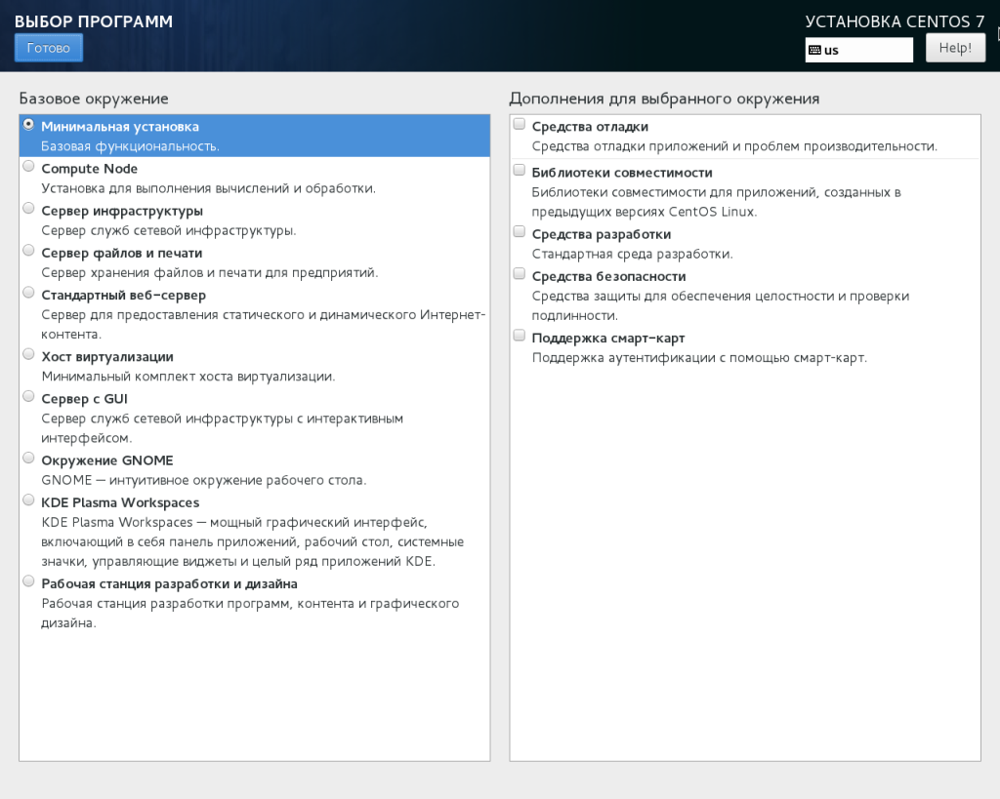 ВЫБОР ПРОГРАММ
УСТАНОВКА CENTOS 7
Готово
us
Help!
Базовое окружение
Минимальная установка
Базовая функциональность.
Compute Node
Установка для выполнения вычислений и обработки.
Сервер инфраструктуры
Сервер служб сетевой инфраструктуры.
Сервер файлов и печати
Сервер хранения файлов и печати для предприятий.
Стандартный веб-сервер
Сервер для предоставления статического и динамического Интернет-
контента.
Хост виртуализации
Минимальный комплект хоста виртуализации.
Сервер с GUI
Сервер служб сетевой инфраструктуры с интерактивным
интерфейсом.
Окружение GNOME
GNOME — интуитивное окружение рабочего стола.
KDE Plasma Workspaces
KDE Plasma Workspaces — мощный графический интерфейс,
включающий в себя панель приложений, рабочий стол, системные
значки, управляющие виджеты и целый ряд приложений KDE.
Рабочая станция разработки и дизайна
Рабочая станция разработки программ, контента и графического
дизайна.
Дополнения для выбранного окружения
Средства отладки
Средства отладки приложений и проблем производительности.
Библиотеки совместимости
Библиотеки совместимости для приложений, созданных в
предыдущих версиях CentOS Linux.
Средства разработки
Стандартная среда разработки.
Средства безопасности
Средства защиты для обеспечения целостности и проверки
подлинности.
Поддержка смарт-карт
Поддержка аутентификации с помощью смарт-карт.